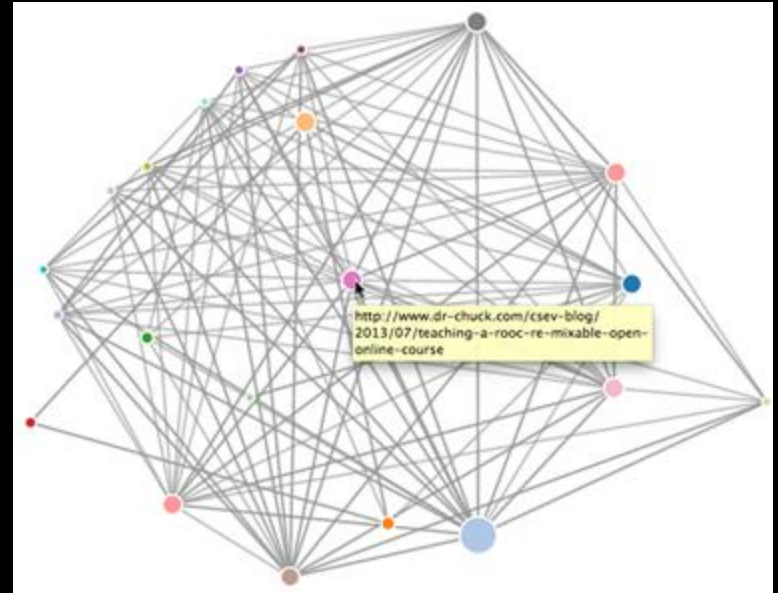 http://www.dr-chuck.com/csev-blog/
2013/07/teaching-a-rooc-re-mixable-open-
online-course